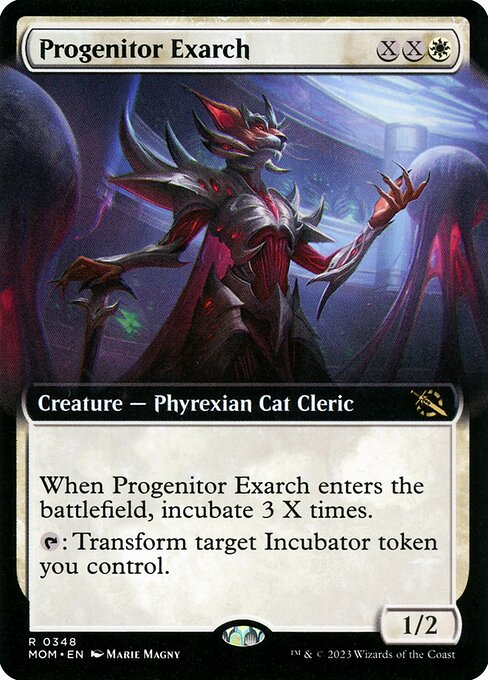 Progenitor Exarch
X X
Creature — Phyrexian Cat Cleric
When Progenitor Exarch enters the
battlefield, incubate 3 X times.
: Transform target Incubator token
you control.
1/2
R 0348
MOM • EN Marie Magny
™ & © 2023 Wizards of the Coast